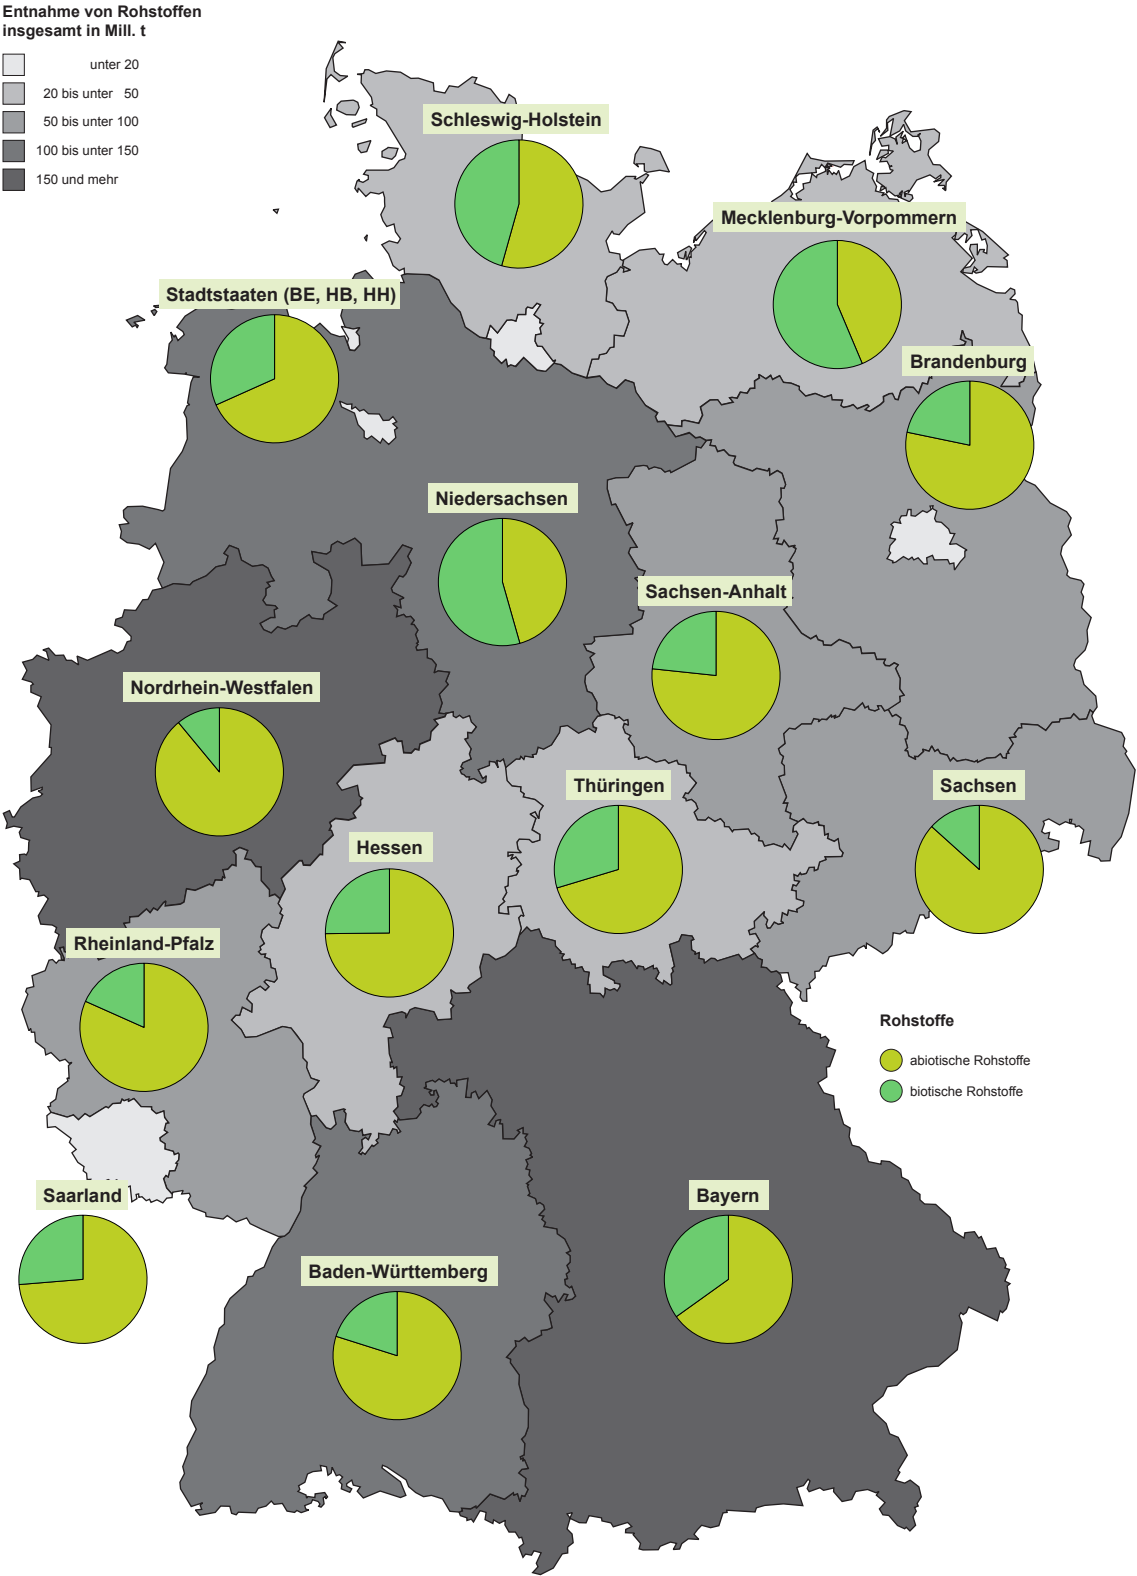 Entnahme von Rohstoffen
insgesamt in Mill. t
unter 20
20 bis unter 50
50 bis unter 100
100 bis unter 150
150 und mehr
Schleswig-Holstein
Mecklenburg-Vorpommern
Stadtstaaten (BE, HB, HH)
Brandenburg
Niedersachsen
Sachsen-Anhalt
Nordrhein-Westfalen
Thüringen
Sachsen
Hessen
Rheinland-Pfalz
Rohstoffe
abiotische Rohstoffe
biotische Rohstoffe
Saarland
Bayern
Baden-Württemberg